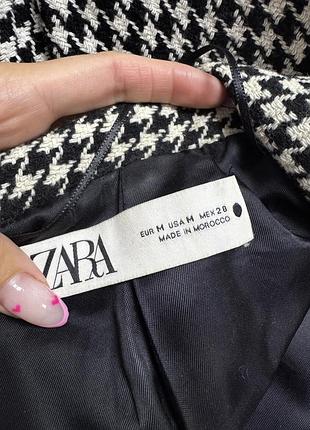 ZARA
EUR M USA M MEX 28
MADE IN MOROCCO